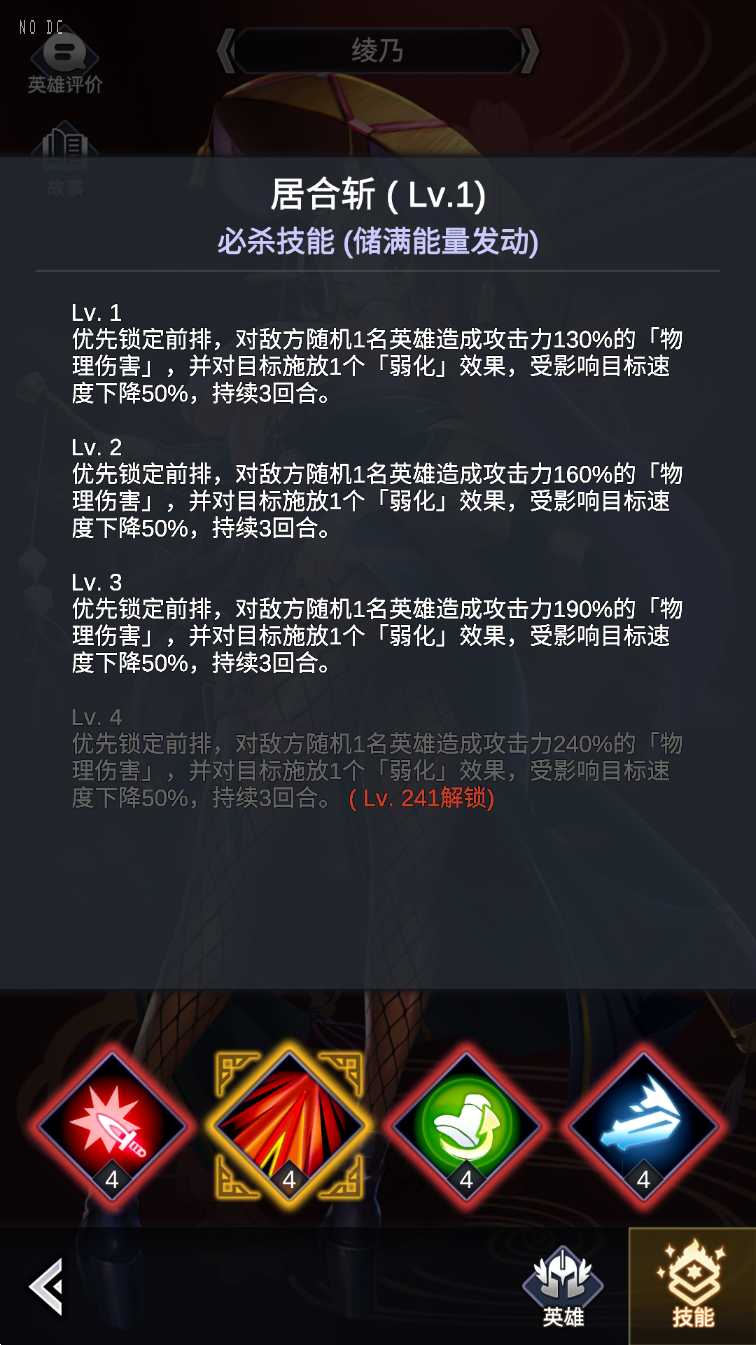 NO DC
绫乃
英雄评价
故事
居合斩 ( Lv.1)
必杀技能 (储满能量发动)
Lv. 1
优先锁定前排，对敌方随机1名英雄造成攻击力130%的「物
理伤害」，并对目标施放1个「弱化」效果，受影响目标速
度下降50%，持续3回合。
Lv. 2
优先锁定前排，对敌方随机1名英雄造成攻击力160%的「物
理伤害」，并对目标施放1个「弱化」效果，受影响目标速
度下降50%，持续3回合。
Lv. 3
优先锁定前排，对敌方随机1名英雄造成攻击力190%的「物
理伤害」，并对目标施放1个「弱化」效果，受影响目标速
度下降50%，持续3回合。
Lv. 4
优先锁定前排，对敌方随机1名英雄造成攻击力240%的「物
理伤害」，并对目标施放1个「弱化」效果，受影响目标速
度下降50%，持续3回合。 ( Lv. 241解锁)
4
4
4
4
英雄
技能